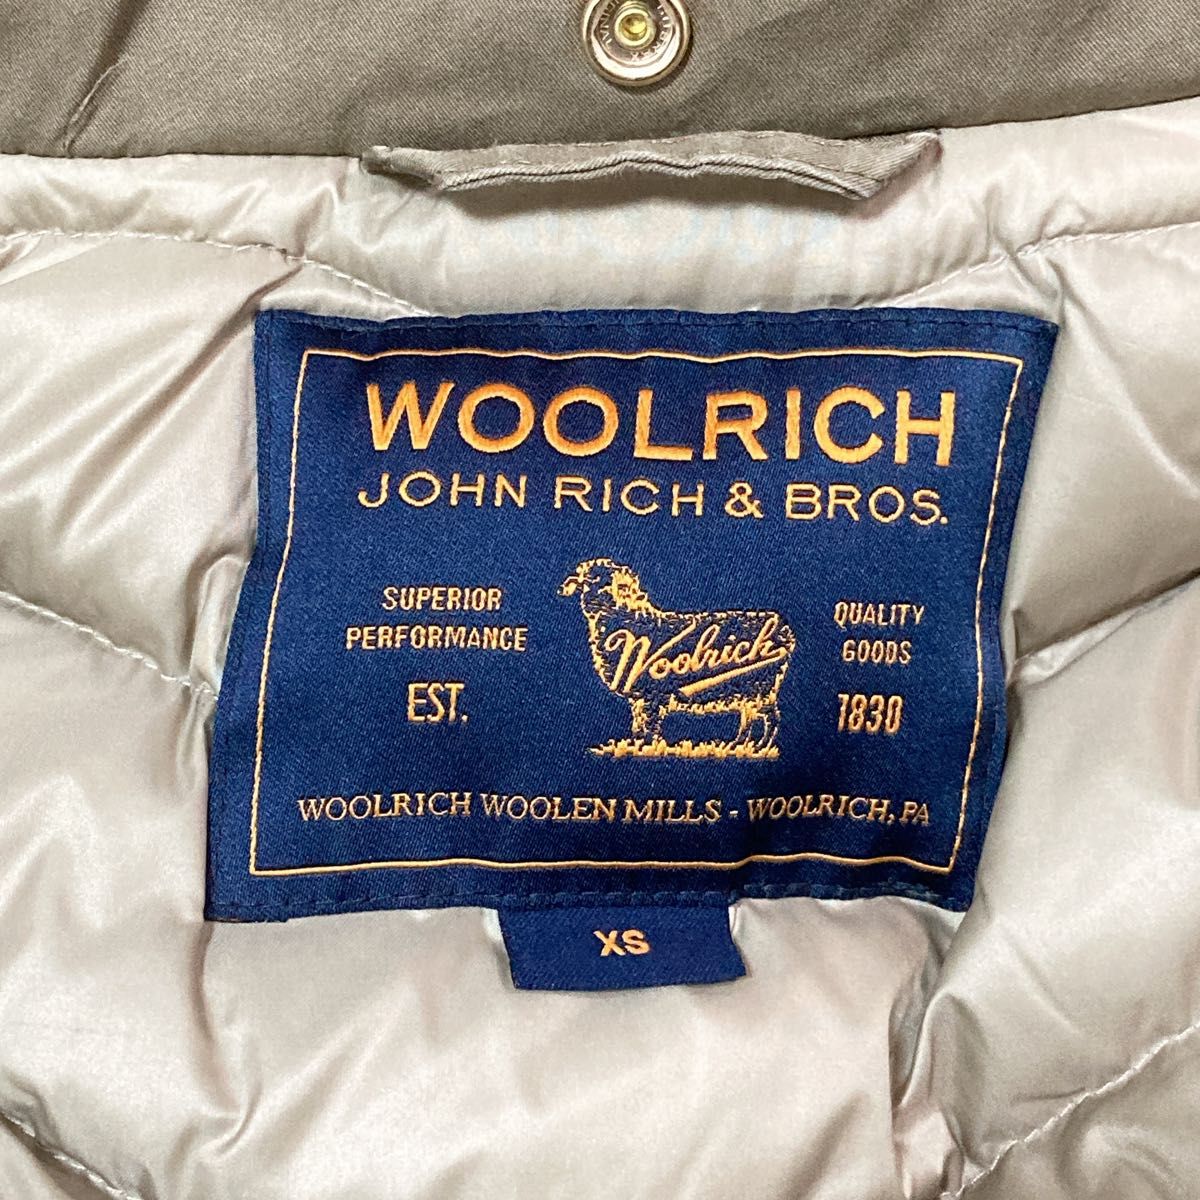 WOOLRICH
JOHN RICH & BROS.
SUPERIOR
PERFORMANCE
EST.
Woolrich
QUALITY
GOODS
1830
WOOLRICH WOOLEN MILLS - WOOLRICH, PA
XS